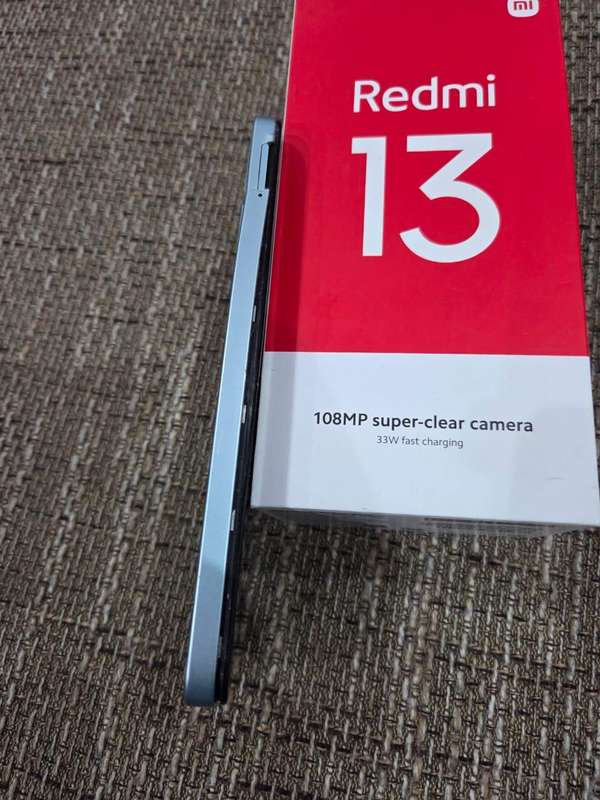 mi
Redmi
13
108MP super-clear camera
33W fast charging